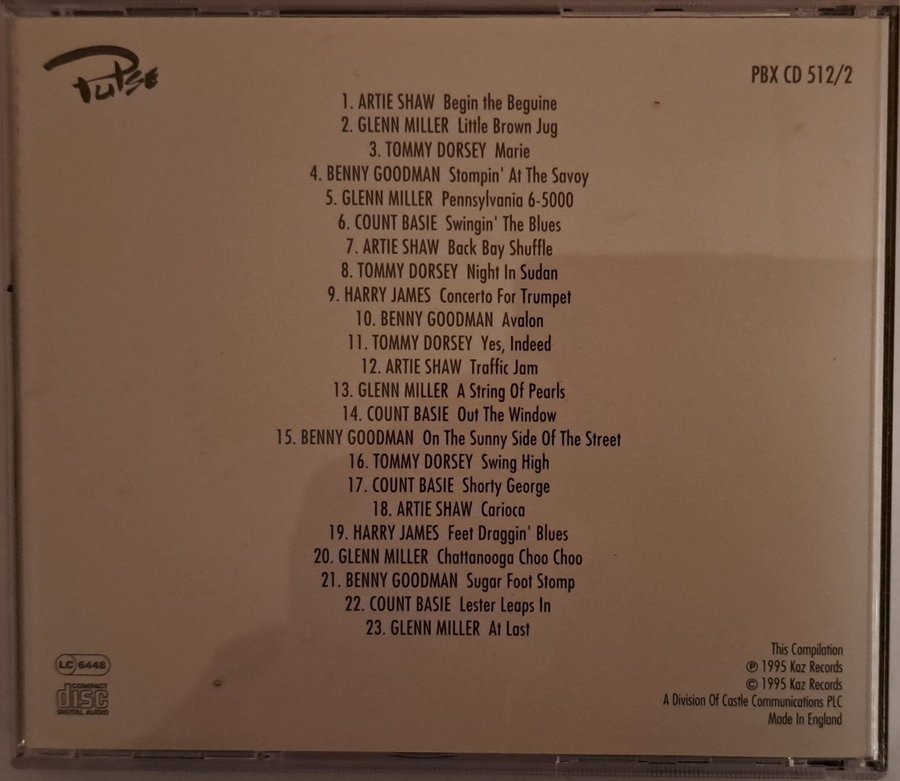 Pulse
PBX CD 512/2
1. ARTIE SHAW Begin the Beguine
2. GLENN MILLER Little Brown Jug
3. TOMMY DORSEY Marie
4. BENNY GOODMAN Stompin' At The Savoy
5. GLENN MILLER Pennsylvania 6-5000
6. COUNT BASIE Swingin' The Blues
7. ARTIE SHAW Back Bay Shuffle
8. TOMMY DORSEY Night In Sudan
9. HARRY JAMES Concerto For Trumpet
10. BENNY GOODMAN Avalon
11. TOMMY DORSEY Yes, Indeed
12. ARTIE SHAW Traffic Jam
13. GLENN MILLER A String Of Pearls
14. COUNT BASIE Out The Window
15. BENNY GOODMAN On The Sunny Side Of The Street
16. TOMMY DORSEY Swing High
17. COUNT BASIE Shorty George
18. ARTIE SHAW Carioca
19. HARRY JAMES Feet Draggin' Blues
20. GLENN MILLER Chattanooga Choo Choo
21. BENNY GOODMAN Sugar Foot Stomp
22. COUNT BASIE Lester Leaps In
23. GLENN MILLER At Last
LC 6448
COMPACT
disc
DIGITAL AUDIO
This Compilation
℗ 1995 Kaz Records
© 1995 Kaz Records
A Division Of Castle Communications PLC
Made In England